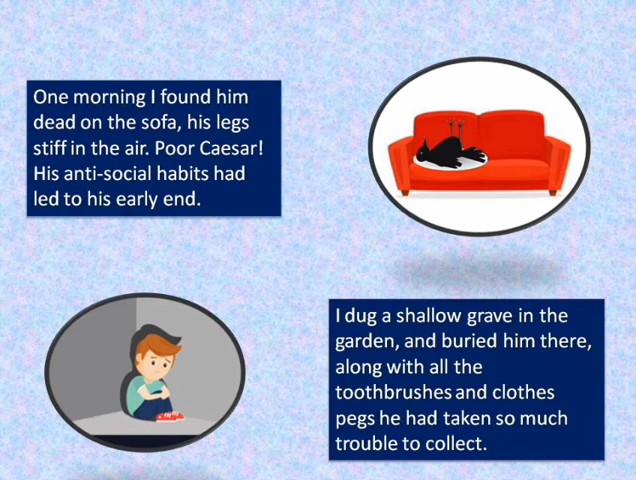 One morning I found him
dead on the sofa, his legs
stiff in the air. Poor Caesar!
His anti-social habits had
led to his early end.
I dug a shallow grave in the
garden, and buried him there,
along with all the
toothbrushes and clothes
pegs he had taken so much
trouble to collect.